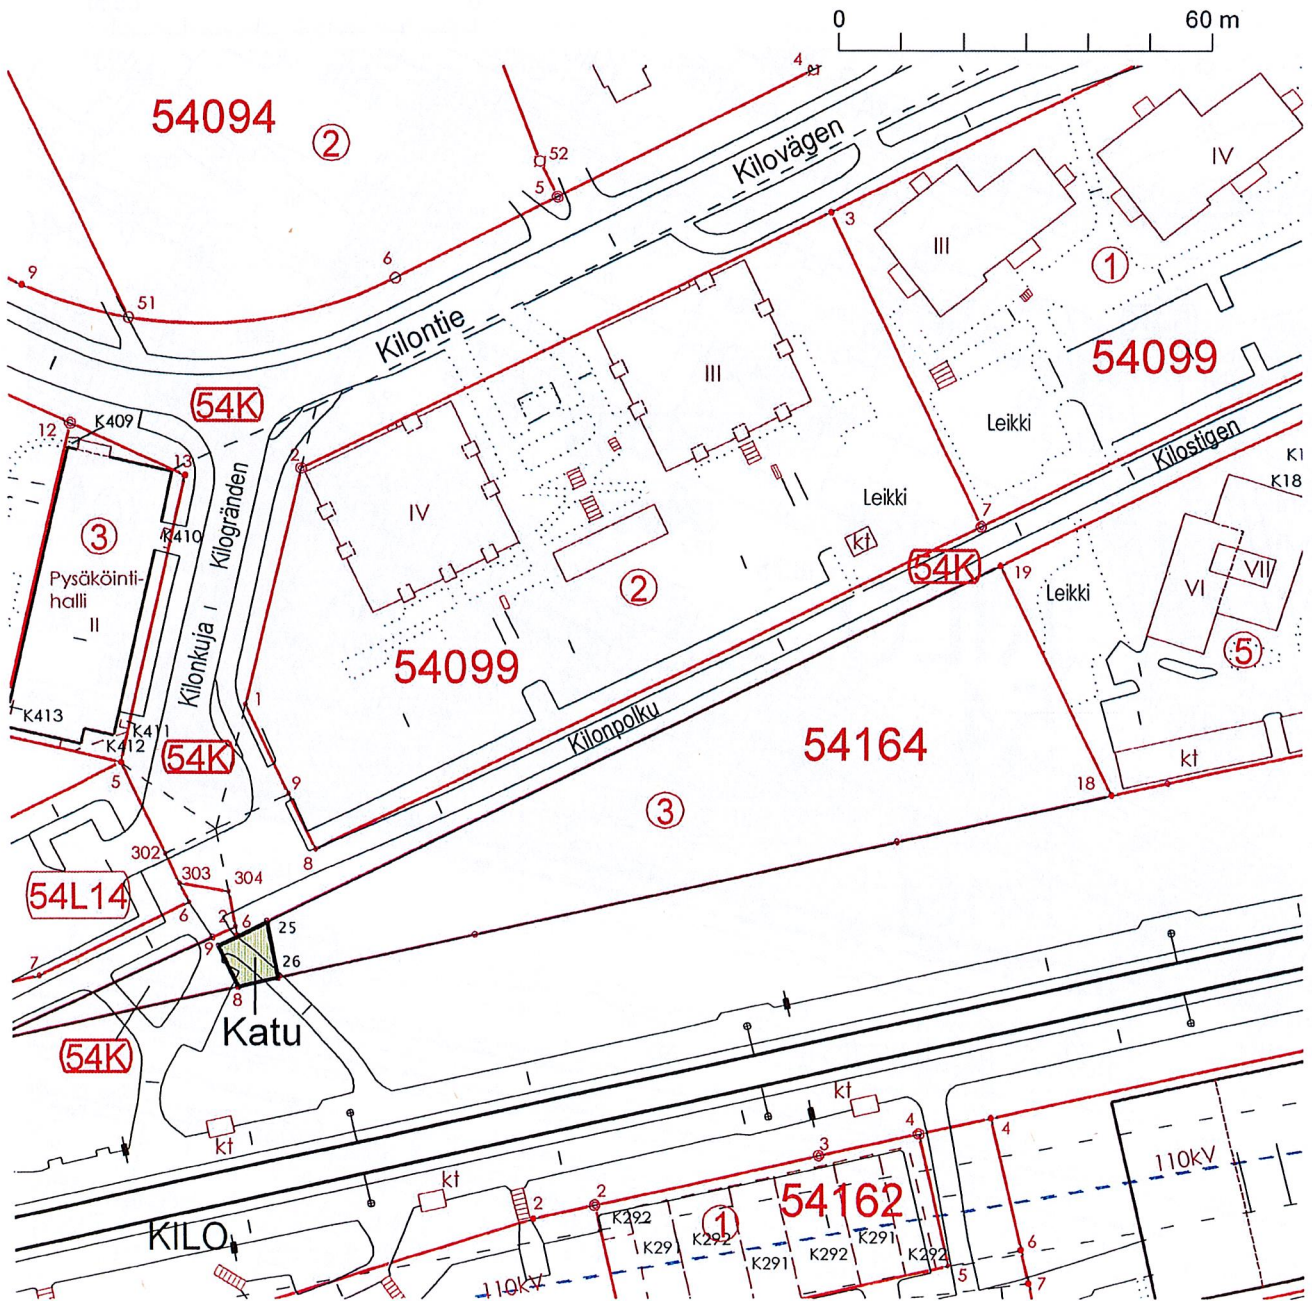 0 60 m
4
54094
2
52
5
Kilovägen
IV
3
III
1
6
9
51
Kilontie
54099
III
54K
12
K409
13
2
Leikki
Kilostigen
K1
K18
Kilogränden
IV
Leikki
7
3
K410
kt
54K
19
Pysäköinti-
halli
II
2
Leikki
VI
VII
54099
5
Kilonkuja
1
K413
K411
K412
Kilonpolku
54K
54164
kt
5
9
3
18
302
8
303
304
54L14
6
2
6
25
9
26
7
8
Katu
54K
kt
kt
4
4
3
110kV
kt
2
2
54162
K292
1
KILO
K291
K292
K291
K292
K291
K292
6
5
7
110kV